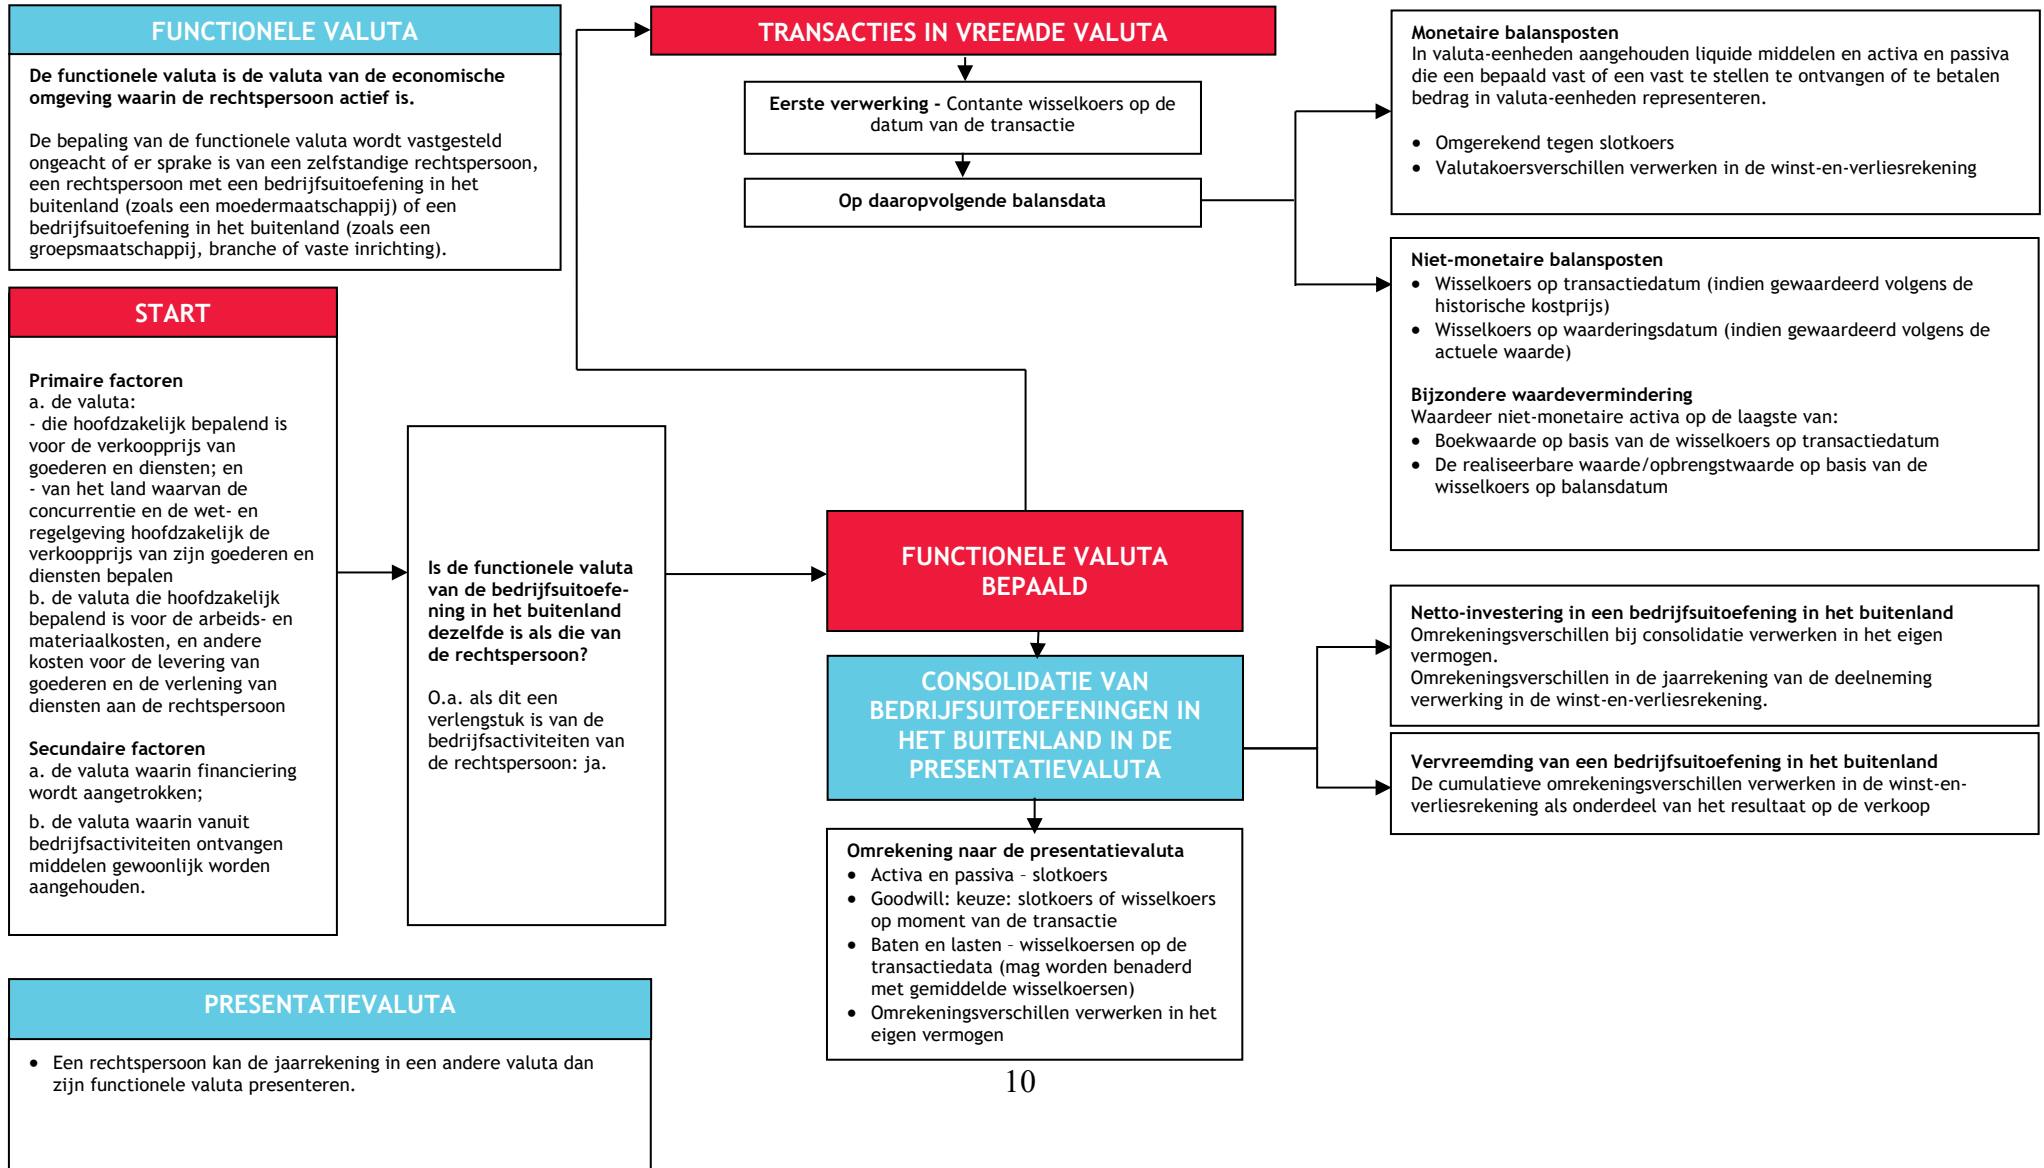 FUNCTIONELE VALUTA
De functionele valuta is de valuta van de economische
omgeving waarin de rechtspersoon actief is.
De bepaling van de functionele valuta wordt vastgesteld
ongeacht of er sprake is van een zelfstandige rechtspersoon,
een rechtspersoon met een bedrijfsuitoefening in het
buitenland (zoals een moedermaatschappij) of een
bedrijfsuitoefening in het buitenland (zoals een
groepsmaatschappij, branche of vaste inrichting).
START
Primaire factoren
a. de valuta:
- die hoofdzakelijk bepalend is
voor de verkoopprijs van
goederen en diensten; en
- van het land waarvan de
concurrentie en de wet- en
regelgeving hoofdzakelijk de
verkoopprijs van zijn goederen en
diensten bepalen
b. de valuta die hoofdzakelijk
bepalend is voor de arbeids- en
materiaalkosten, en andere
kosten voor de levering van
goederen en de verlening van
diensten aan de rechtspersoon
Secundaire factoren
a. de valuta waarin financiering
wordt aangetrokken;
b. de valuta waarin vanuit
bedrijfsactiviteiten ontvangen
middelen gewoonlijk worden
aangehouden.
Is de functionele valuta
van de bedrijfsuitoefe-
ning in het buitenland
dezelfde is als die van
de rechtspersoon?
O.a. als dit een
verlengstuk is van de
bedrijfsactiviteiten van
de rechtspersoon: ja.
TRANSACTIES IN VREEMDE VALUTA
Eerste verwerking - Contante wisselkoers op de
datum van de transactie
Op daaropvolgende balansdata
Monetaire balansposten
In valuta-eenheden aangehouden liquide middelen en activa en passiva
die een bepaald vast of een vast te stellen te ontvangen of te betalen
bedrag in valuta-eenheden representeren.
• Omgerekend tegen slotkoers
• Valutakoersverschillen verwerken in de winst-en-verliesrekening
Niet-monetaire balansposten
• Wisselkoers op transactiedatum (indien gewaardeerd volgens de
historische kostprijs)
• Wisselkoers op waarderingsdatum (indien gewaardeerd volgens de
actuele waarde)
Bijzondere waardevermindering
Waardeer niet-monetaire activa op de laagste van:
• Boekwaarde op basis van de wisselkoers op transactiedatum
• De realiseerbare waarde/opbrengstwaarde op basis van de
wisselkoers op balansdatum
FUNCTIONELE VALUTA
BEPAALD
CONSOLIDATIE VAN
BEDRIJFSUITOEFENINGEN IN
HET BUITENLAND IN DE
PRESENTATIEVALUTA
Netto-investering in een bedrijfsuitoefening in het buitenland
Omrekeningsverschillen bij consolidatie verwerken in het eigen
vermogen.
Omrekeningsverschillen in de jaarrekening van de deelneming
verwerking in de winst-en-verliesrekening.
Vervreemding van een bedrijfsuitoefening in het buitenland
De cumulatieve omrekeningsverschillen verwerken in de winst-en-
verliesrekening als onderdeel van het resultaat op de verkoop
Omrekening naar de presentatievaluta
• Activa en passiva – slotkoers
• Goodwill: keuze: slotkoers of wisselkoers
op moment van de transactie
• Baten en lasten – wisselkoersen op de
transactiedata (mag worden benaderd
met gemiddelde wisselkoersen)
• Omrekeningsverschillen verwerken in het
eigen vermogen
PRESENTATIEVALUTA
• Een rechtspersoon kan de jaarrekening in een andere valuta dan
zijn functionele valuta presenteren.
10